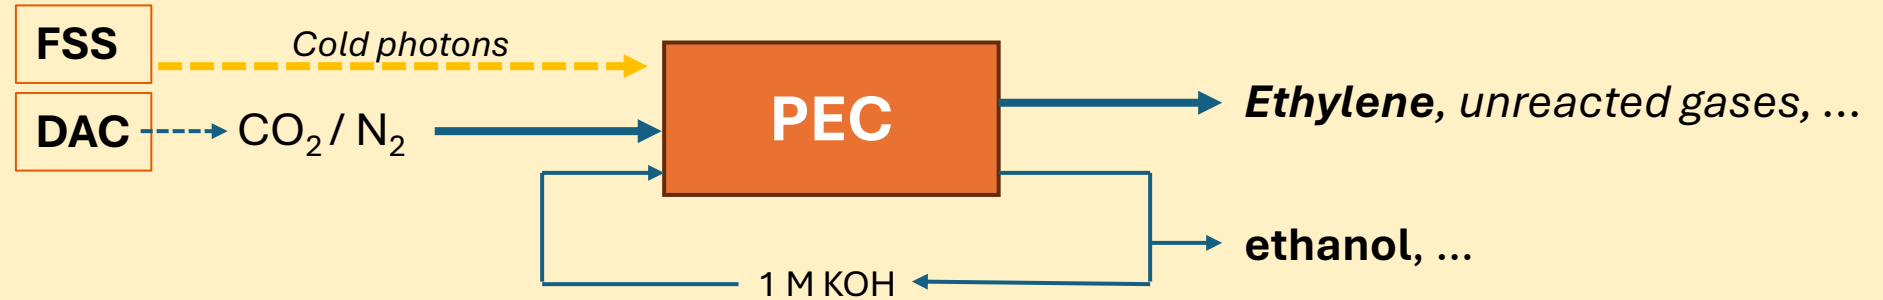 FSS
Cold photons
DAC
CO₂ / N₂
PEC
Ethylene, unreacted gases, ...
ethanol, ...
1 M KOH